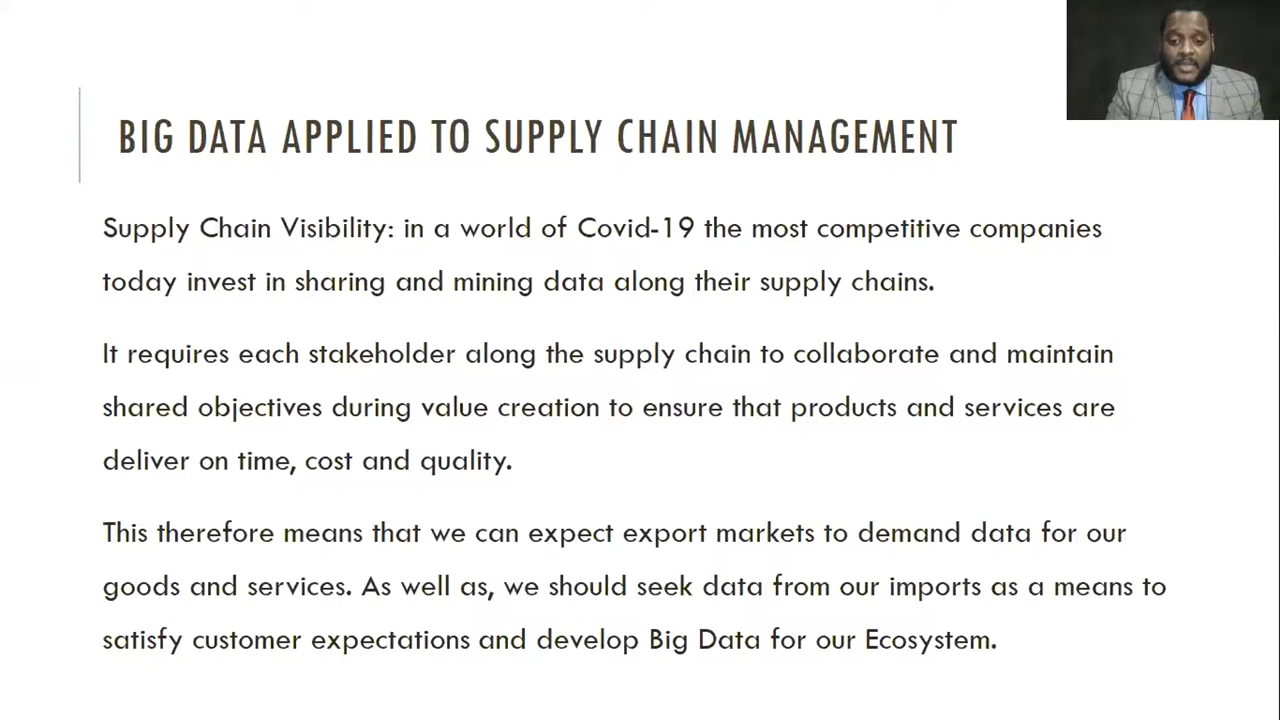 BIG DATA APPLIED TO SUPPLY CHAIN MANAGEMENT
Supply Chain Visibility: in a world of Covid-19 the most competitive companies
today invest in sharing and mining data along their supply chains.
It requires each stakeholder along the supply chain to collaborate and maintain
shared objectives during value creation to ensure that products and services are
deliver on time, cost and quality.
This therefore means that we can expect export markets to demand data for our
goods and services. As well as, we should seek data from our imports as a means to
satisfy customer expectations and develop Big Data for our Ecosystem.